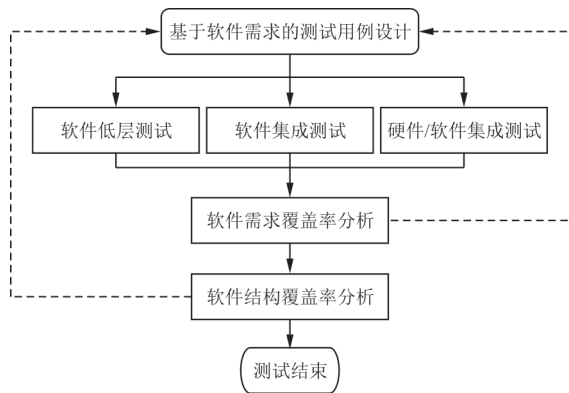 基于软件需求的测试用例设计
软件低层测试
软件集成测试
硬件/软件集成测试
软件需求覆盖率分析
软件结构覆盖率分析
测试结束